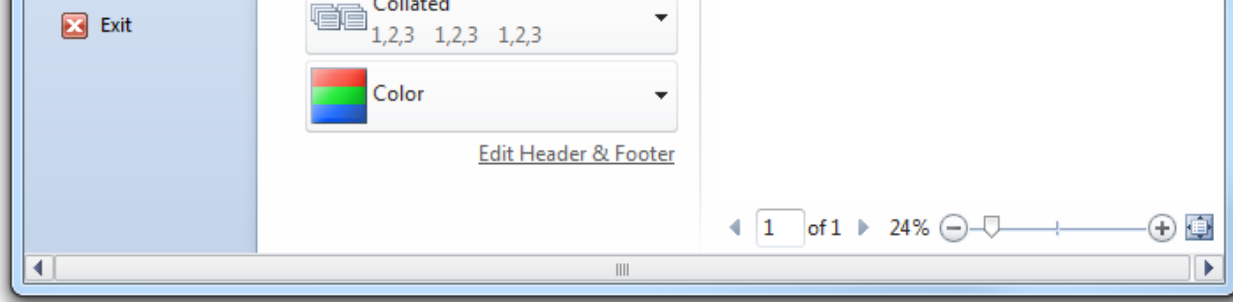 Exit
Collated
1,2,3 1,2,3 1,2,3
Color
Edit Header & Footer
1 of 1 24%